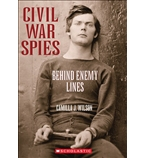 CIVIL WAR
SPIES
BEHIND ENEMY
LINES
CAMILLA J. WILSON
SCHOLASTIC